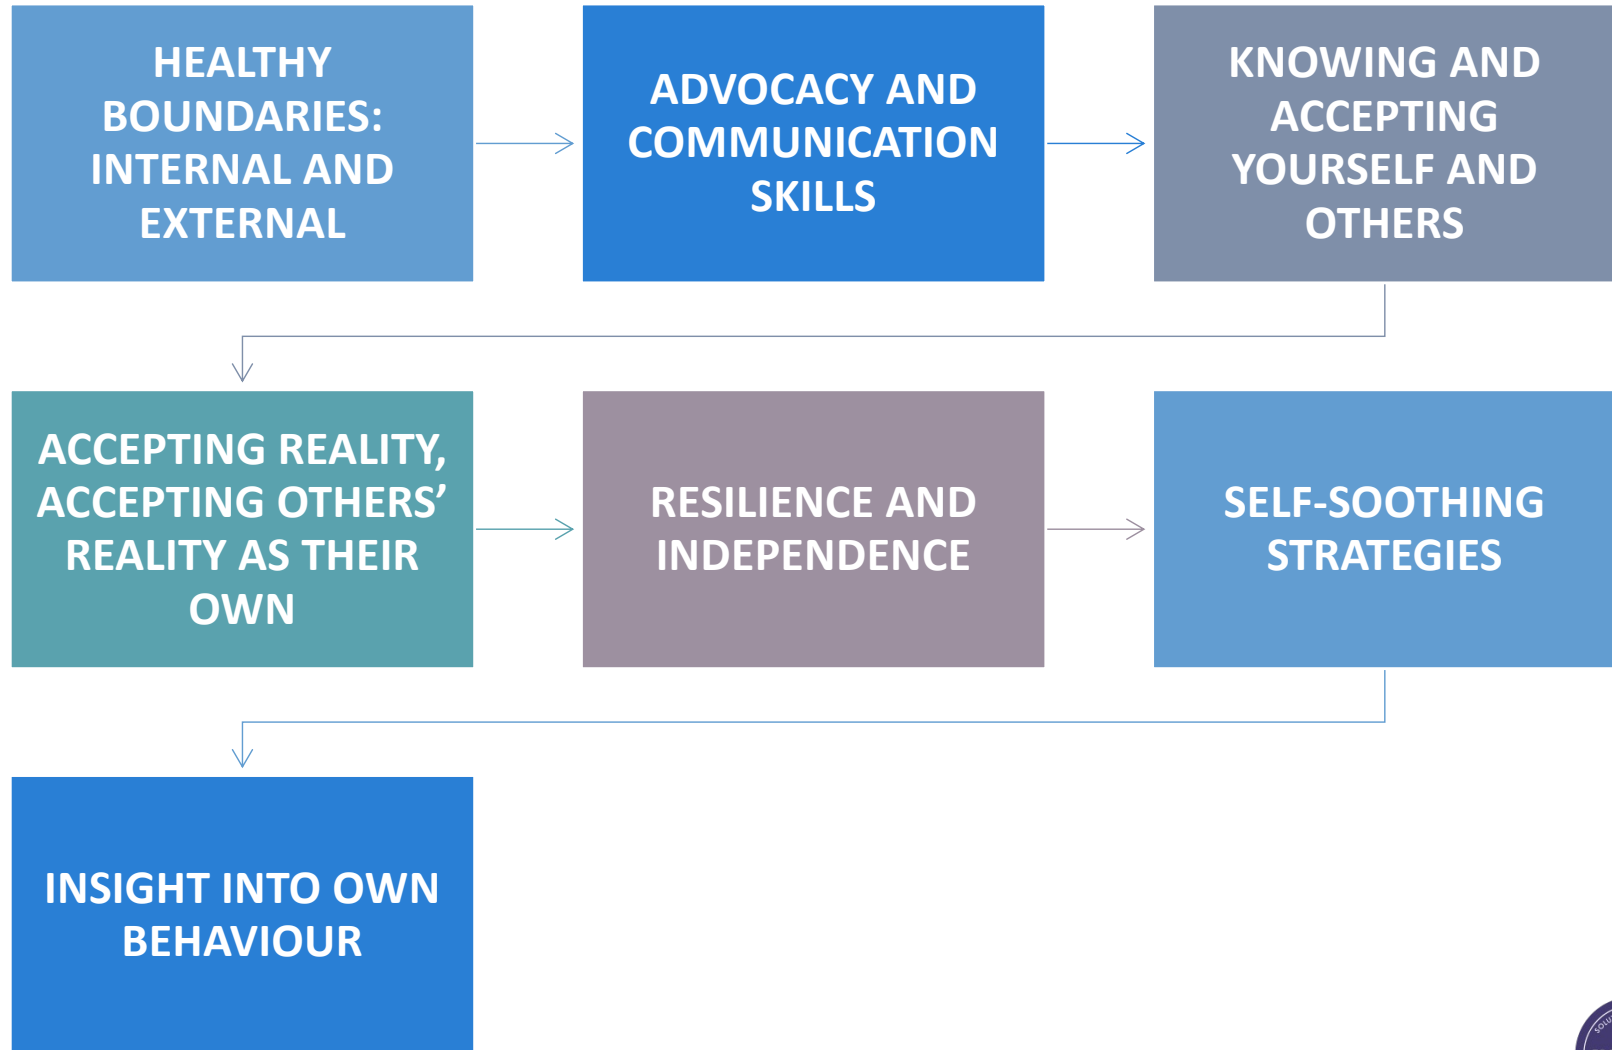 HEALTHY
BOUNDARIES:
INTERNAL AND
EXTERNAL
ADVOCACY AND
COMMUNICATION
SKILLS
KNOWING AND
ACCEPTING
YOURSELF AND
OTHERS
ACCEPTING REALITY,
ACCEPTING OTHERS’
REALITY AS THEIR
OWN
RESILIENCE AND
INDEPENDENCE
SELF-SOOTHING
STRATEGIES
INSIGHT INTO OWN
BEHAVIOUR